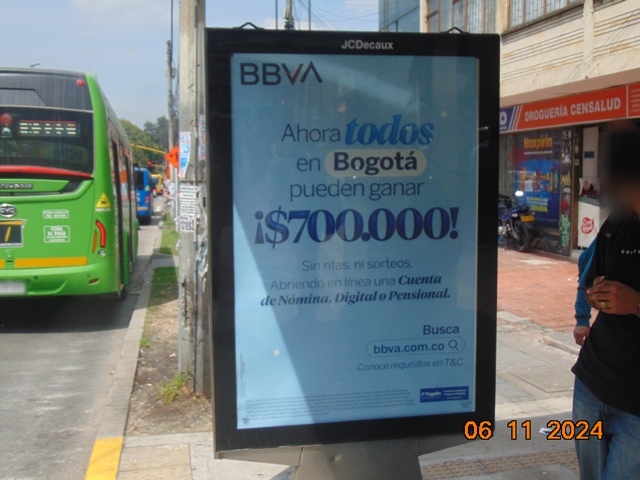 JCDecaux
BBVA
Ahora todos
en Bogotá
pueden ganar
¡$700.000!
Sin rifas, ni sorteos.
Abriendo en línea una Cuenta
de Nómina, Digital o Pensional.
Busca
bbva.com.co
Conoce requisitos en T&C.
DROGUERÍA CENSALUD
Noxpirin
06 11 2024